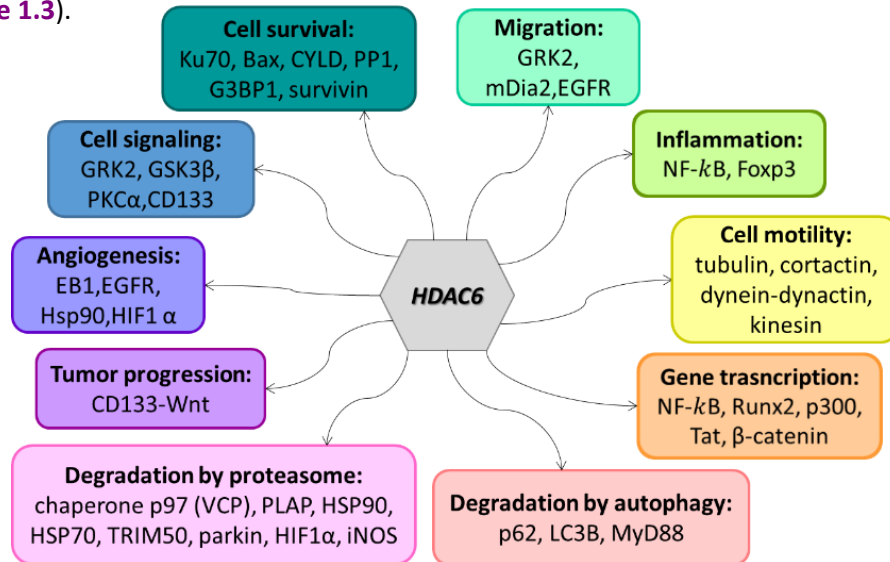 e 1.3).
Cell survival:
Ku70, Bax, CYLD, PP1,
G3BP1, survivin
Migration:
GRK2,
mDia2,EGFR
Cell signaling:
GRK2, GSK3β,
PKCα,CD133
Inflammation:
NF-𝑘B, Foxp3
Angiogenesis:
EB1,EGFR,
Hsp90,HIF1 α
HDAC6
Cell motility:
tubulin, cortactin,
dynein-dynactin,
kinesin
Tumor progression:
CD133-Wnt
Gene trasncription:
NF-𝑘B, Runx2, p300,
Tat, β-catenin
Degradation by proteasome:
chaperone p97 (VCP), PLAP, HSP90,
HSP70, TRIM50, parkin, HIF1α, iNOS
Degradation by autophagy:
p62, LC3B, MyD88